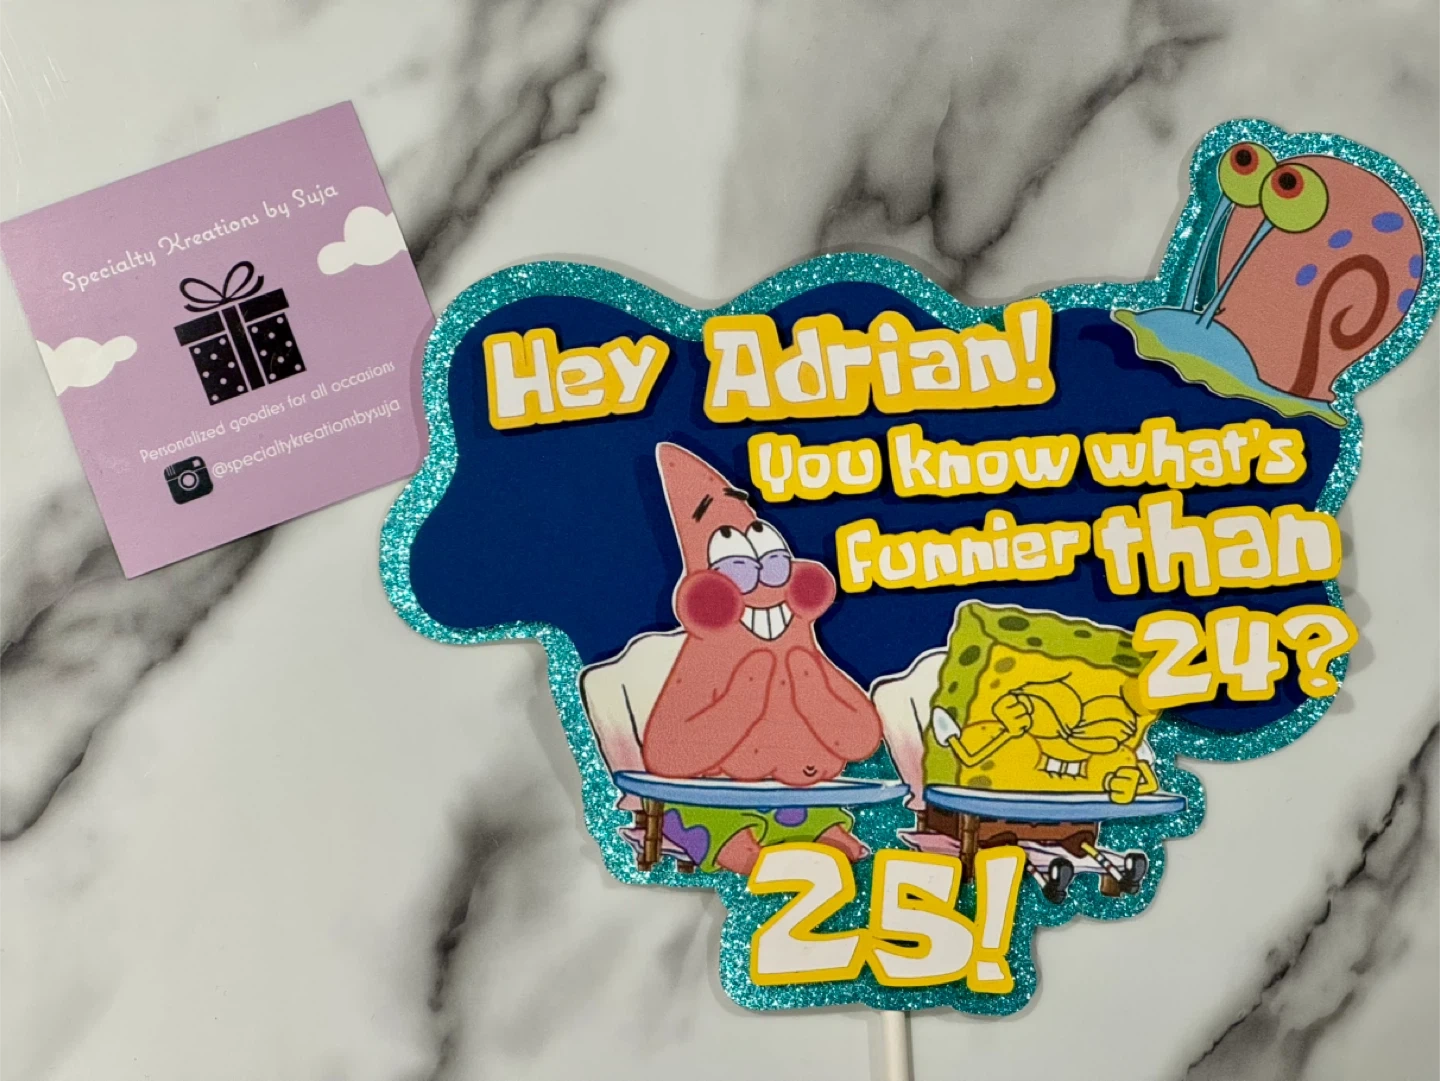 Specialty Kreations by Suja
Personalized goodies for all occasions
@specialtykreationsbysuja
Hey Adrian!
You know what's
Funnier than
24?
25!